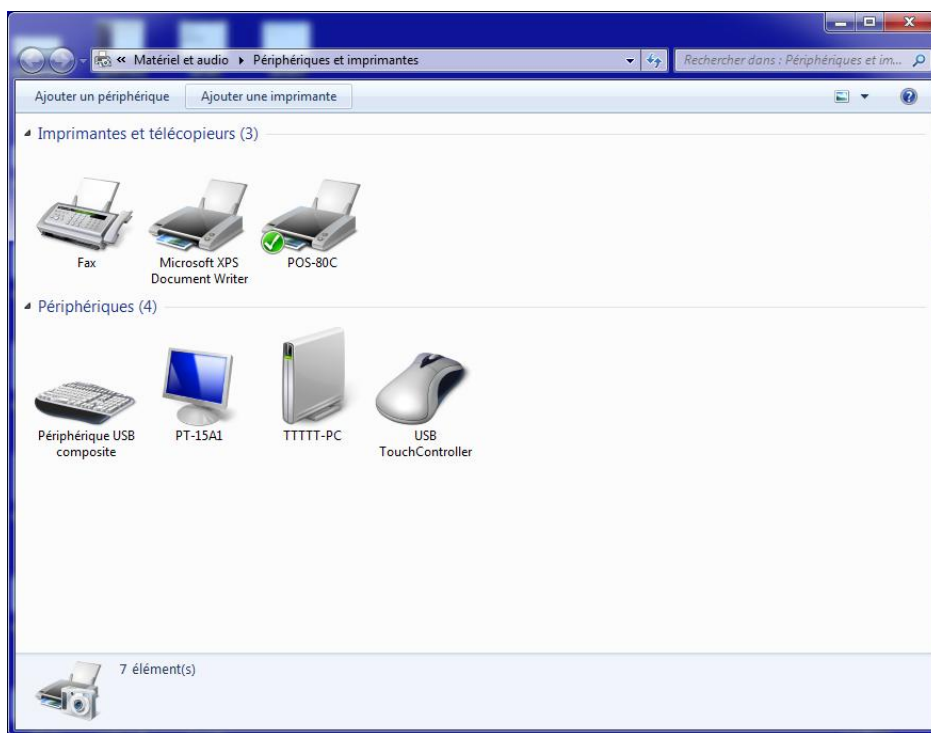 « Matériel et audio ▸ Périphériques et imprimantes
Rechercher dans : Périphériques et im...
Ajouter un périphérique
Ajouter une imprimante
Imprimantes et télécopieurs (3)
Fax
Microsoft XPS
Document Writer
POS-80C
Périphériques (4)
Périphérique USB
composite
PT-15A1
TTTTT-PC
USB
TouchController
7 élément(s)